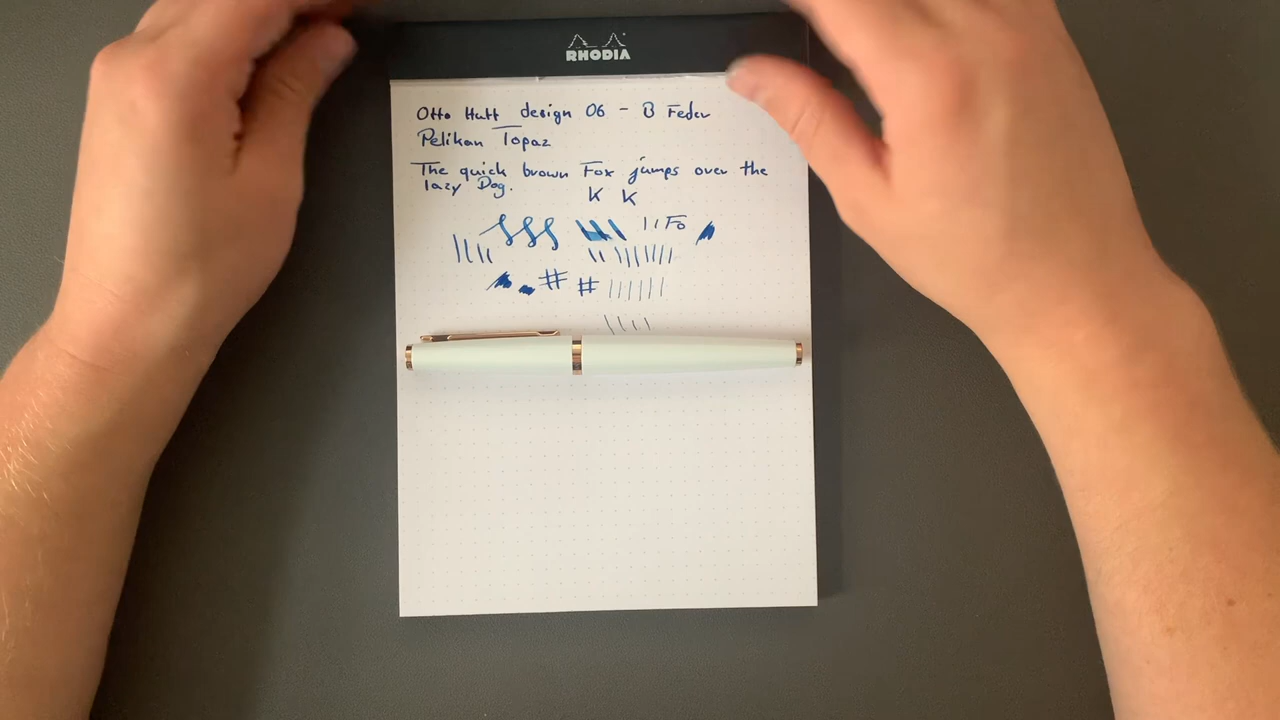 RHODIA
Otto Hutt design 06 - B Feder
Pelikan Topaz
The quick brown Fox jumps over the
lazy Dog.
K K
Fo
# #